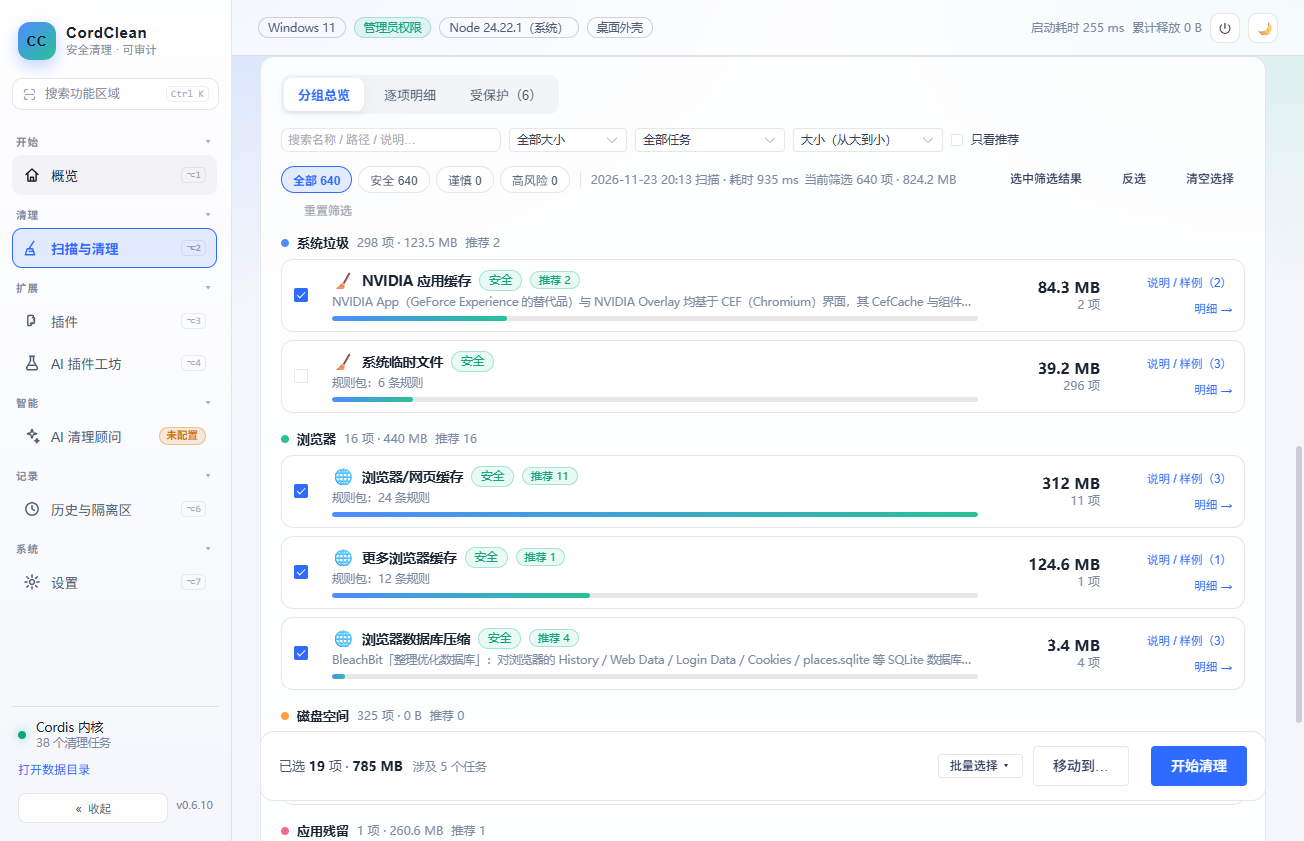 CC
CordClean
安全清理 · 可审计
搜索功能区域
Ctrl K
开始
概览
⌥1
清理
扫描与清理
⌥2
扩展
插件
⌥3
AI 插件工坊
⌥4
智能
AI 清理顾问
未配置
记录
历史与隔离区
⌥6
系统
设置
⌥7
Cordis 内核
38 个清理任务
打开数据目录
« 收起
v0.6.10
Windows 11
管理员权限
Node 24.22.1（系统）
桌面外壳
启动耗时 255 ms 累计释放 0 B
分组总览
逐项明细
受保护（6）
搜索名称 / 路径 / 说明...
全部大小
全部任务
大小（从大到小）
只看推荐
全部 640
安全 640
谨慎 0
高风险 0
2026-11-23 20:13 扫描 · 耗时 935 ms 当前筛选 640 项 · 824.2 MB
选中筛选结果
反选
清空选择
重置筛选
系统垃圾 298 项 · 123.5 MB 推荐 2
NVIDIA 应用缓存 安全 推荐 2
NVIDIA App（GeForce Experience 的替代品）与 NVIDIA Overlay 均基于 CEF（Chromium）界面，其 CefCache 与组件...
84.3 MB
2 项
说明 / 样例（2）
明细 →
系统临时文件 安全
规则包：6 条规则
39.2 MB
296 项
说明 / 样例（3）
明细 →
浏览器 16 项 · 440 MB 推荐 16
浏览器/网页缓存 安全 推荐 11
规则包：24 条规则
312 MB
11 项
说明 / 样例（3）
明细 →
更多浏览器缓存 安全 推荐 1
规则包：12 条规则
124.6 MB
1 项
说明 / 样例（1）
明细 →
浏览器数据库压缩 安全 推荐 4
BleachBit「整理优化数据库」：对浏览器的 History / Web Data / Login Data / Cookies / places.sqlite 等 SQLite 数据库...
3.4 MB
4 项
说明 / 样例（3）
明细 →
磁盘空间 325 项 · 0 B 推荐 0
已选 19 项 · 785 MB 涉及 5 个任务
批量选择
移动到...
开始清理
应用残留 1 项 · 260.6 MB 推荐 1